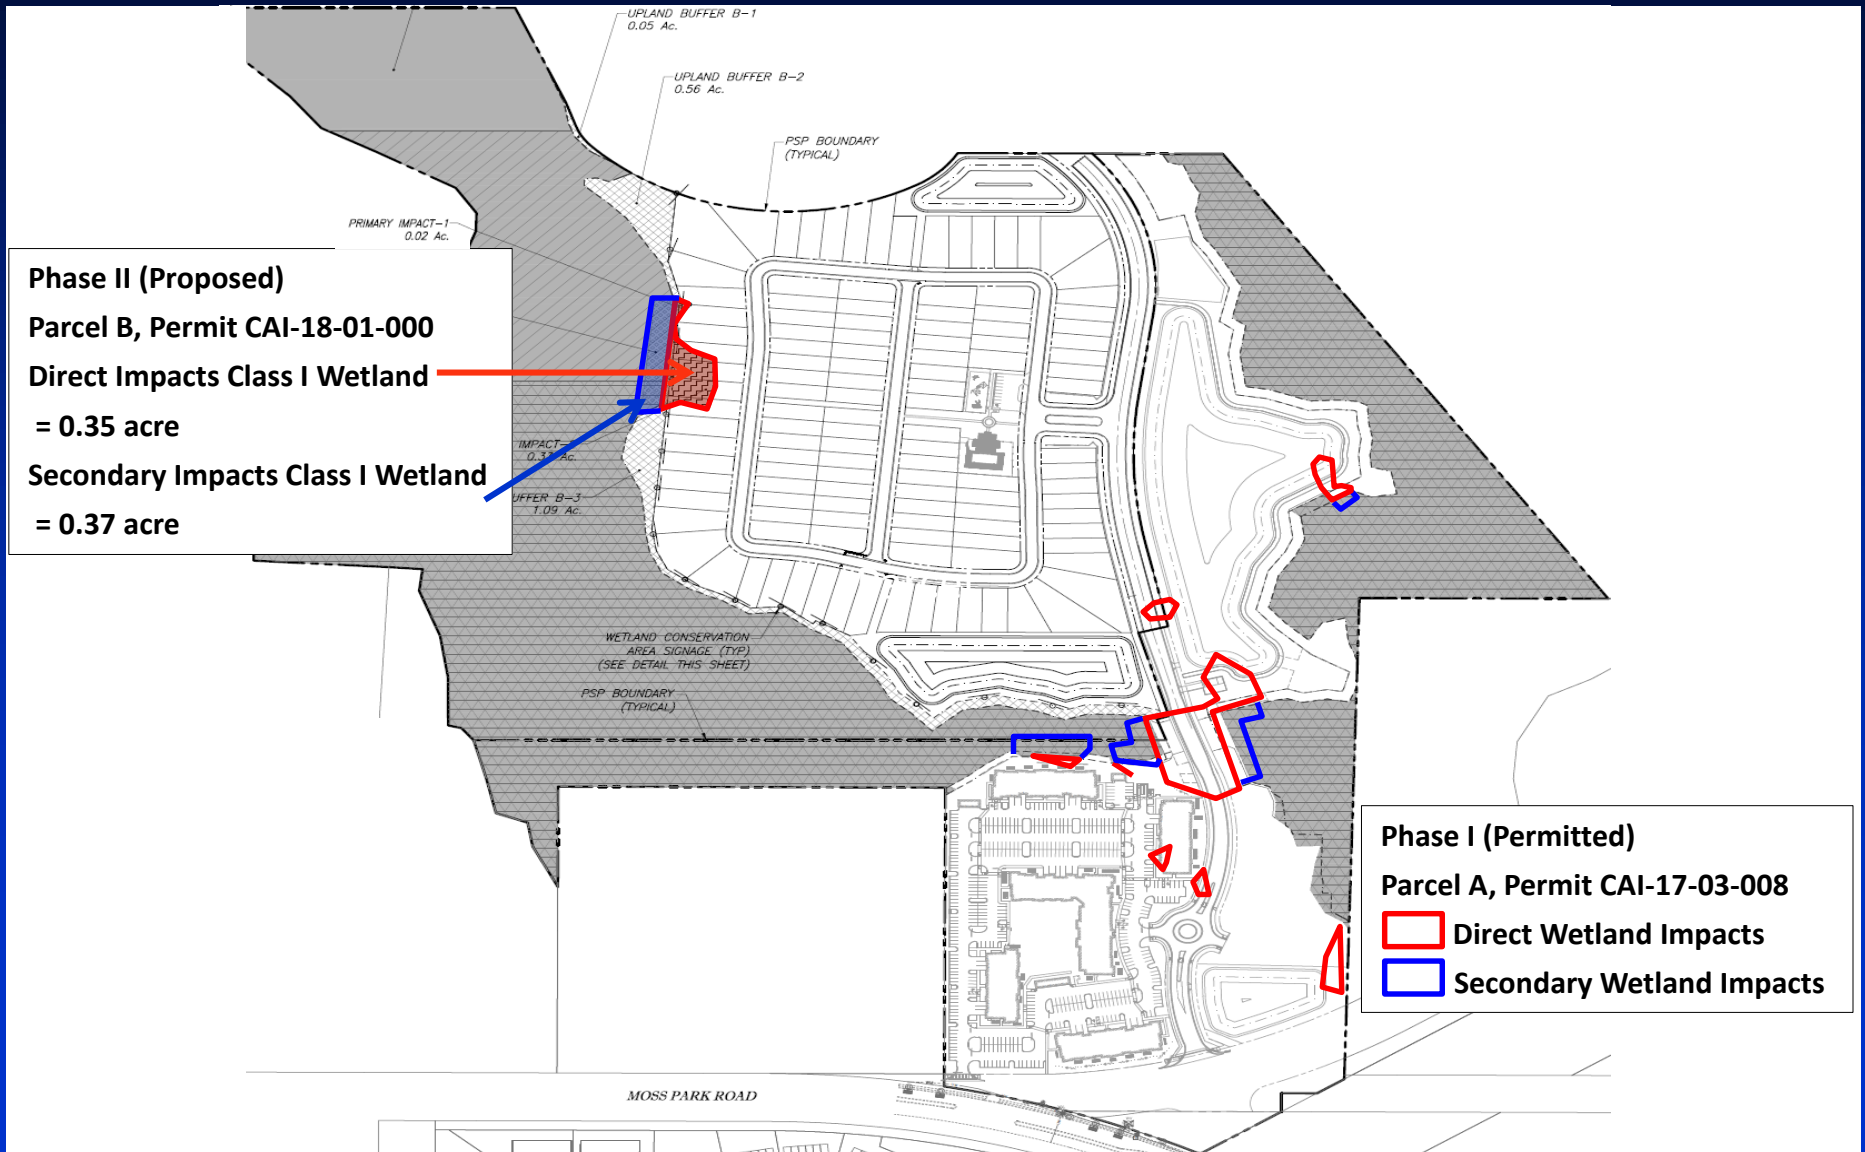 UPLAND BUFFER B-1
0.05 Ac.
UPLAND BUFFER B-2
0.56 Ac.
PSP BOUNDARY
(TYPICAL)
PRIMARY IMPACT-1
0.02 Ac.
Phase II (Proposed)
Parcel B, Permit CAI-18-01-000
Direct Impacts Class I Wetland
= 0.35 acre
Secondary Impacts Class I Wetland
= 0.37 acre
IMPACT-
Ac.
UFFER B-3
1.09 Ac.
WETLAND CONSERVATION
AREA SIGNAGE (TYP)
(SEE DETAIL THIS SHEET)
PSP BOUNDARY
(TYPICAL)
Phase I (Permitted)
Parcel A, Permit CAI-17-03-008
Direct Wetland Impacts
Secondary Wetland Impacts
MOSS PARK ROAD